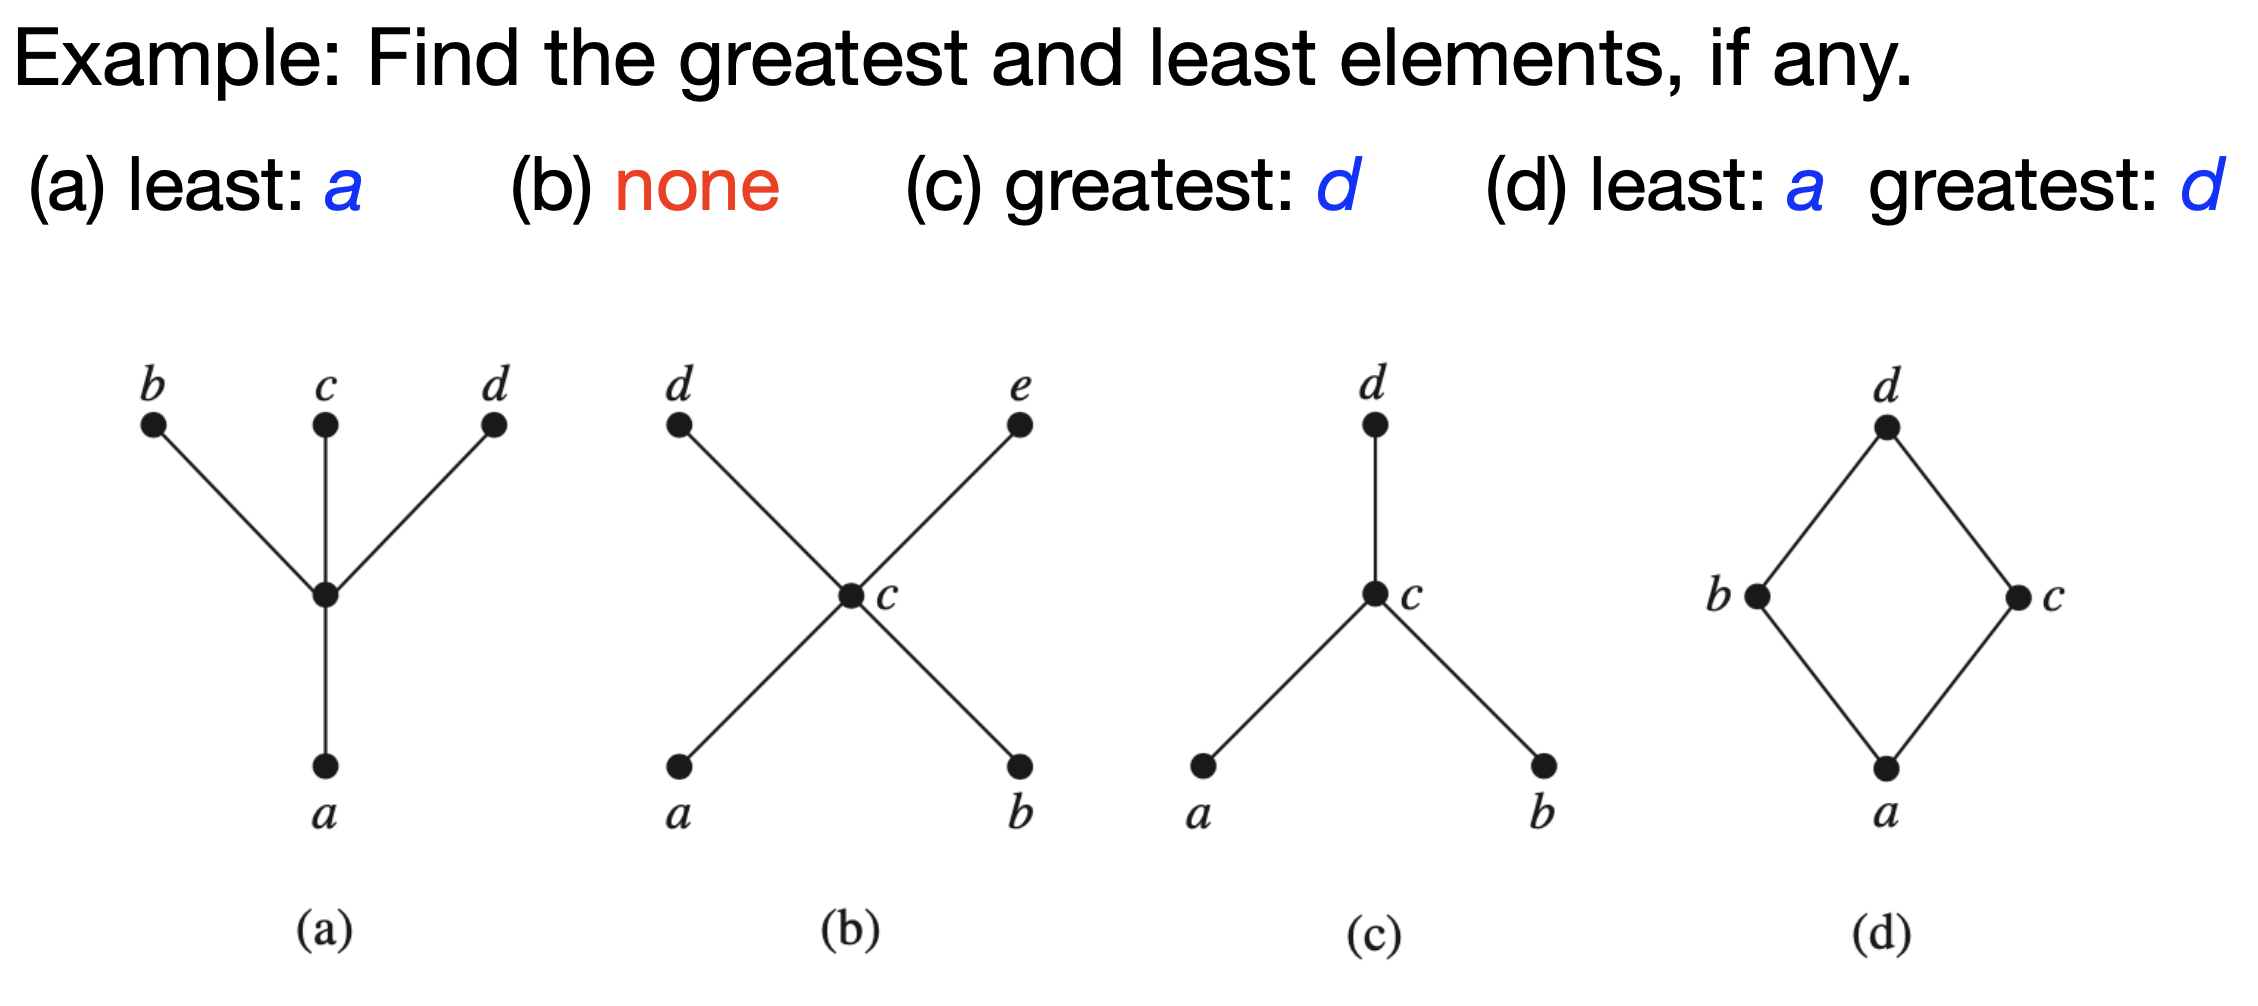 Example: Find the greatest and least elements, if any.
(a) least: a (b) none (c) greatest: d (d) least: a greatest: d
b c d d e d d
c c b c
a a b a b a
(a) (b) (c) (d)